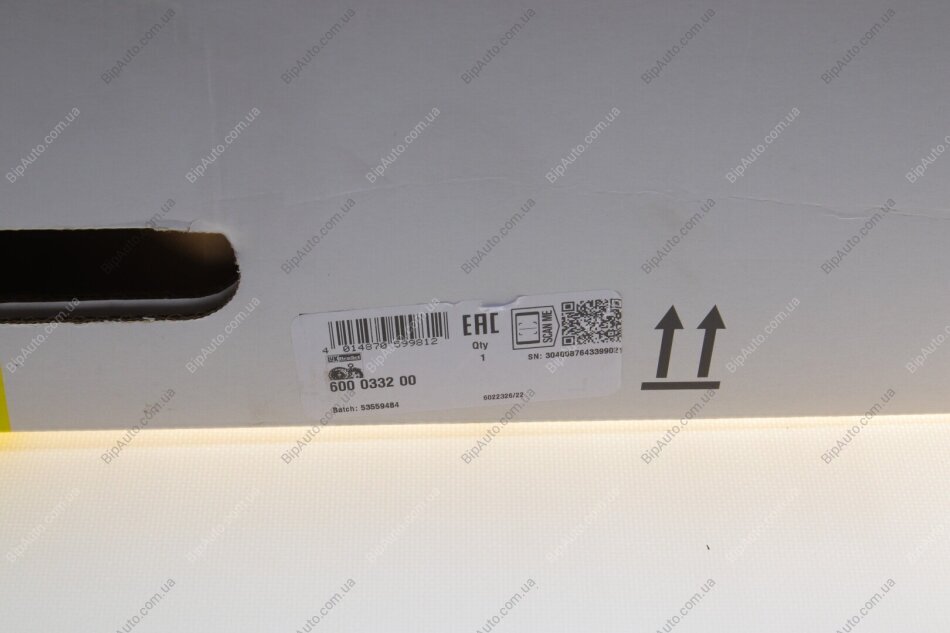 4 014870 599812
EAC
Qty
1
SCAN ME
SN: 3040087643399021
600 0332 00
Batch: 53559484
6022326/22
BipAuto.com.ua